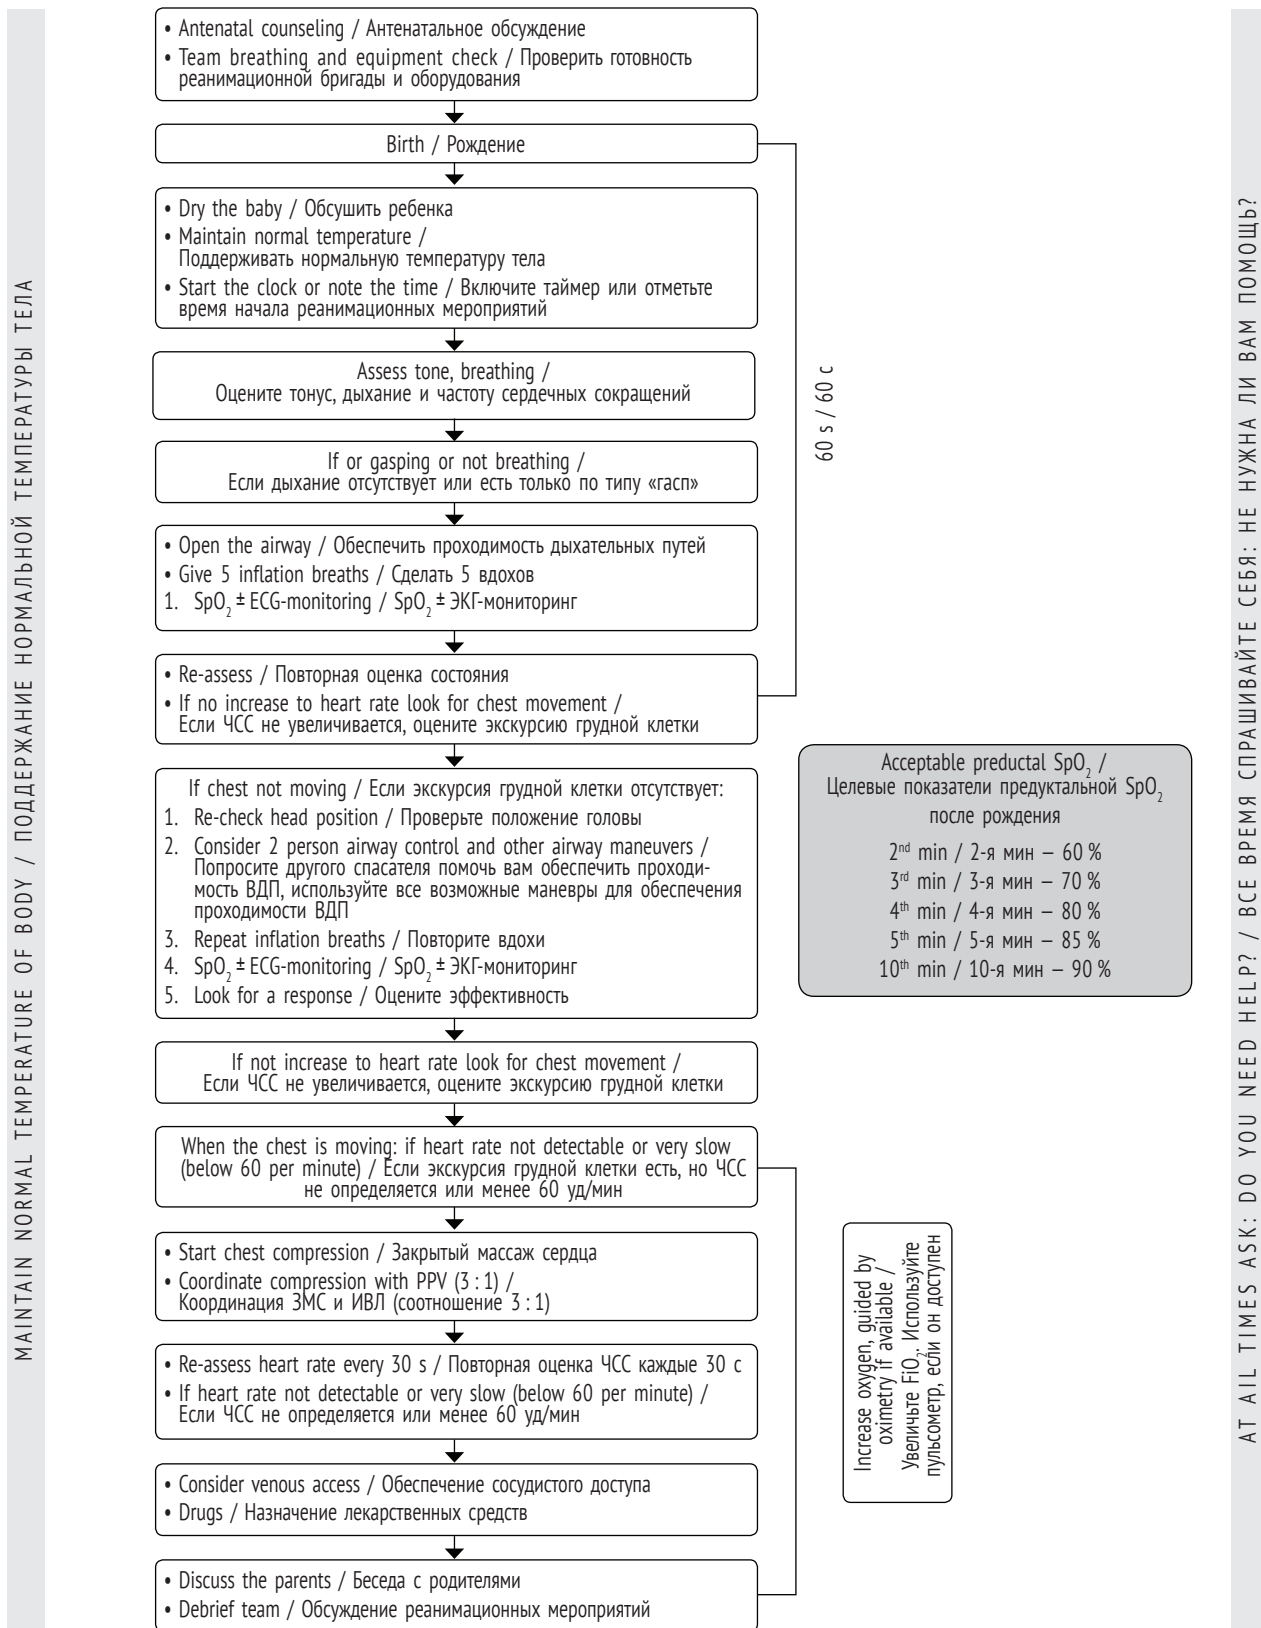 MAINTAIN NORMAL TEMPERATURE OF BODY / ПОДДЕРЖАНИЕ НОРМАЛЬНОЙ ТЕМПЕРАТУРЫ ТЕЛА
• Antenatal counseling / Антенатальное обсуждение
• Team breathing and equipment check / Проверить готовность
реанимационной бригады и оборудования
Birth / Рождение
• Dry the baby / Обсушить ребенка
• Maintain normal temperature /
Поддерживать нормальную температуру тела
• Start the clock or note the time / Включите таймер или отметьте
время начала реанимационных мероприятий
Assess tone, breathing /
Оцените тонус, дыхание и частоту сердечных сокращений
If or gasping or not breathing /
Если дыхание отсутствует или есть только по типу «гасп»
• Open the airway / Обеспечить проходимость дыхательных путей
• Give 5 inflation breaths / Сделать 5 вдохов
1. SpO₂ ± ECG-monitoring / SpO₂ ± ЭКГ-мониторинг
• Re-assess / Повторная оценка состояния
• If no increase to heart rate look for chest movement /
Если ЧСС не увеличивается, оцените экскурсию грудной клетки
60 s / 60 с
If chest not moving / Если экскурсия грудной клетки отсутствует:
1. Re-check head position / Проверьте положение головы
2. Consider 2 person airway control and other airway maneuvers /
Попросите другого спасателя помочь вам обеспечить проходи-
мость ВДП, используйте все возможные маневры для обеспечения
проходимости ВДП
3. Repeat inflation breaths / Повторите вдохи
4. SpO₂ ± ECG-monitoring / SpO₂ ± ЭКГ-мониторинг
5. Look for a response / Оцените эффективность
Acceptable preductal SpO₂ /
Целевые показатели предуктальной SpO₂
после рождения
2nd min / 2-я мин – 60 %
3rd min / 3-я мин – 70 %
4th min / 4-я мин – 80 %
5th min / 5-я мин – 85 %
10th min / 10-я мин – 90 %
If not increase to heart rate look for chest movement /
Если ЧСС не увеличивается, оцените экскурсию грудной клетки
When the chest is moving: if heart rate not detectable or very slow
(below 60 per minute) / Если экскурсия грудной клетки есть, но ЧСС
не определяется или менее 60 уд/мин
• Start chest compression / Закрытый массаж сердца
• Coordinate compression with PPV (3 : 1) /
Координация ЗМС и ИВЛ (соотношение 3 : 1)
• Re-assess heart rate every 30 s / Повторная оценка ЧСС каждые 30 с
• If heart rate not detectable or very slow (below 60 per minute) /
Если ЧСС не определяется или менее 60 уд/мин
• Consider venous access / Обеспечение сосудистого доступа
• Drugs / Назначение лекарственных средств
• Discuss the parents / Беседа с родителями
• Debrief team / Обсуждение реанимационных мероприятий
Increase oxygen, guided by
oximetry if available /
Увеличьте FiO₂. Используйте
пульсометр, если он доступен
AT AIL TIMES ASK: DO YOU NEED HELP? / ВСЕ ВРЕМЯ СПРАШИВАЙТЕ СЕБЯ: НЕ НУЖНА ЛИ ВАМ ПОМОЩЬ?